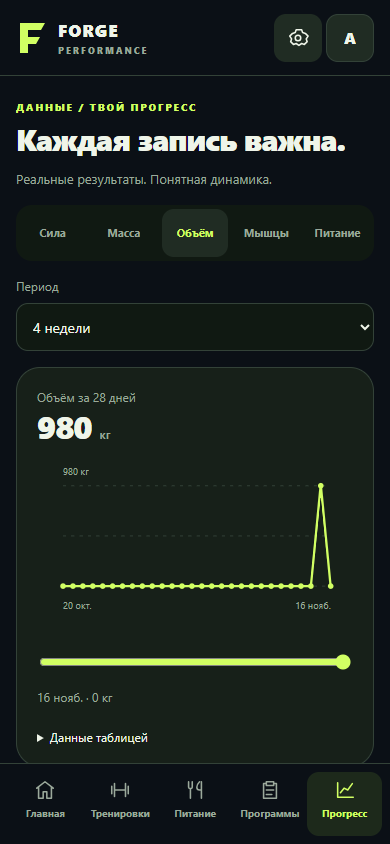 FORGE
PERFORMANCE
A
ДАННЫЕ / ТВОЙ ПРОГРЕСС
Каждая запись важна.
Реальные результаты. Понятная динамика.
Сила Масса Объём Мышцы Питание
Период
4 недели
Объём за 28 дней
980 кг
980 кг
20 окт. 16 нояб.
16 нояб. · 0 кг
Данные таблицей
Главная Тренировки Питание Программы Прогресс